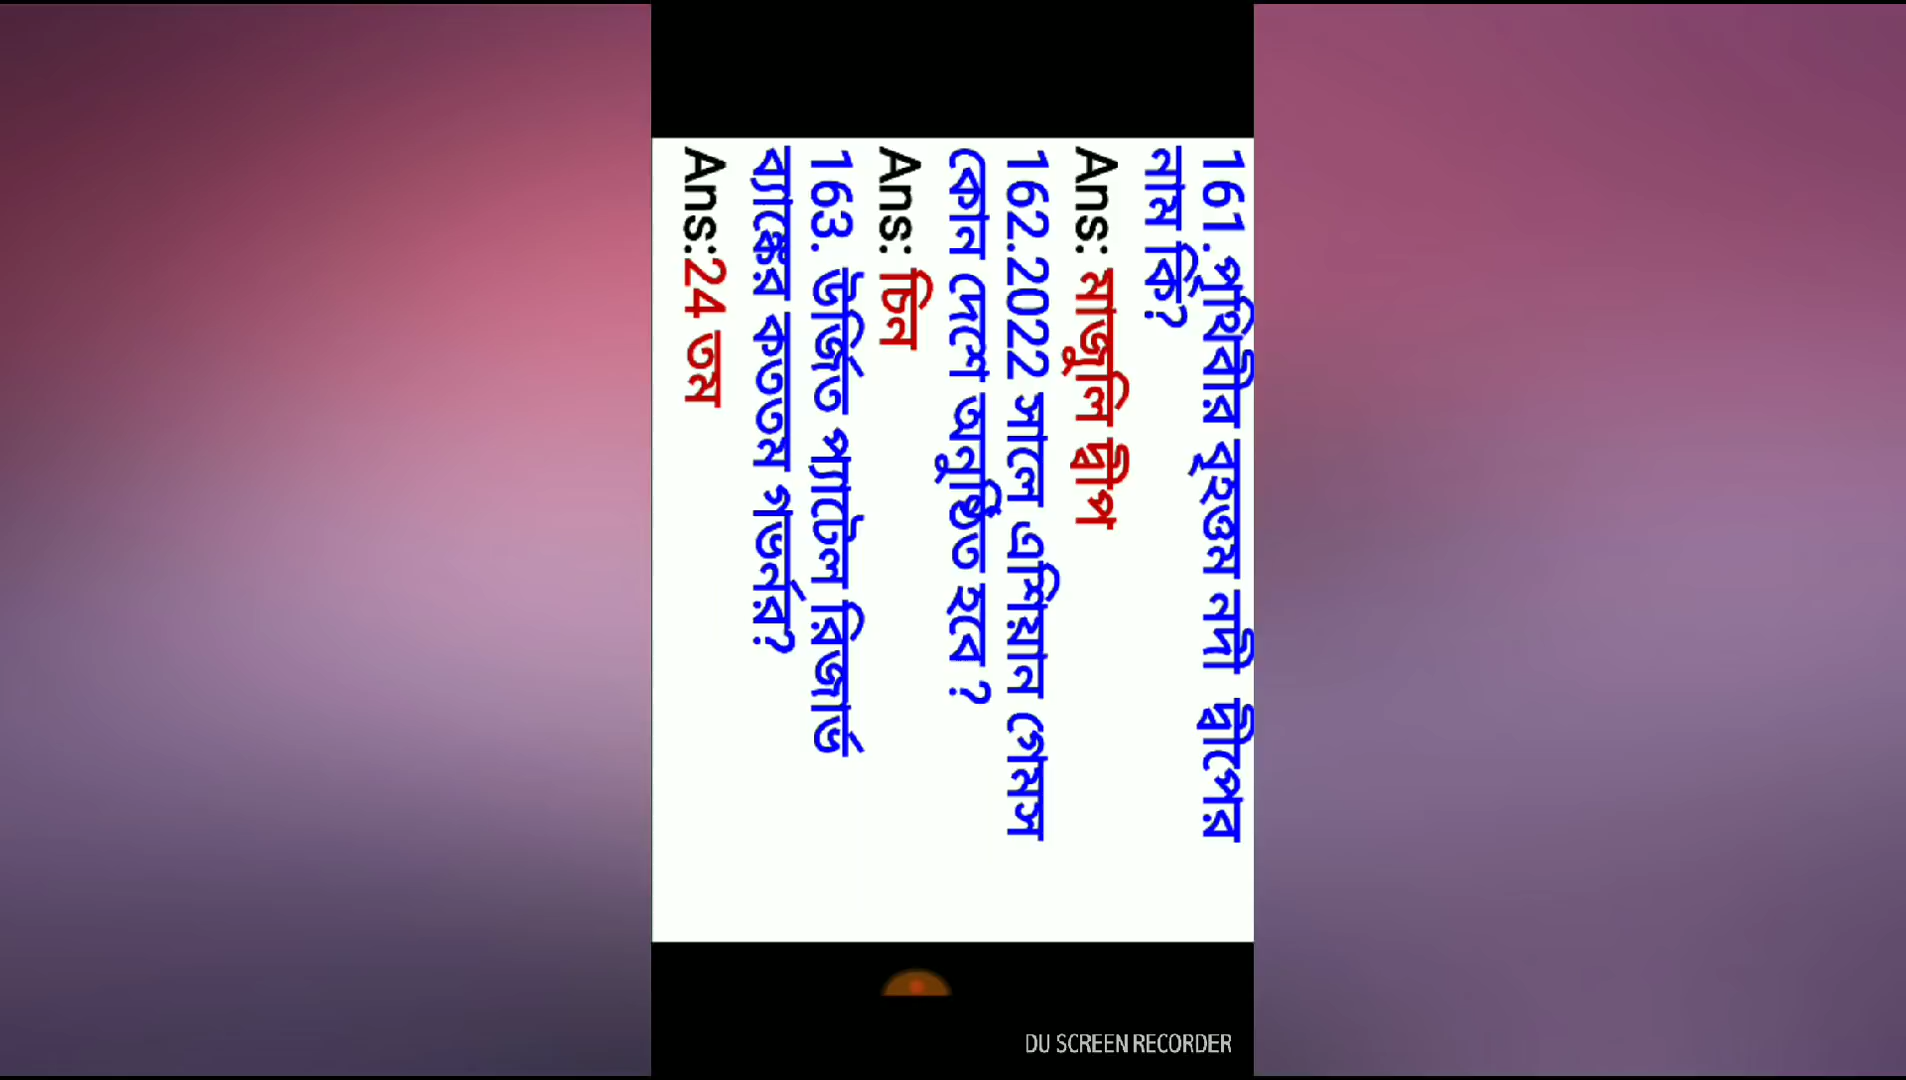 161.পৃথিবীর বৃহত্তম নদী দ্বীপের
নাম কি?
Ans: মাজুলি দ্বীপ
162.2022 সালে এশিয়ান গেমস
কোন দেশে অনুষ্ঠিত হবে ?
Ans: চিন
163. উর্জিত প্যাটেল রিজার্ভ
ব্যাঙ্কের কততম গভর্নর?
Ans:24 তম
DU SCREEN RECORDER